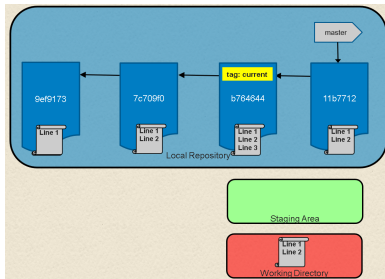 master
tag: current
9ef9173
7c709f0
b764644
11b7712
Line 1
Line 1
Line 2
Line 1
Line 2
Line 3
Line 1
Line 2
Local Repository
Staging Area
Line 1
Line 2
Working Directory